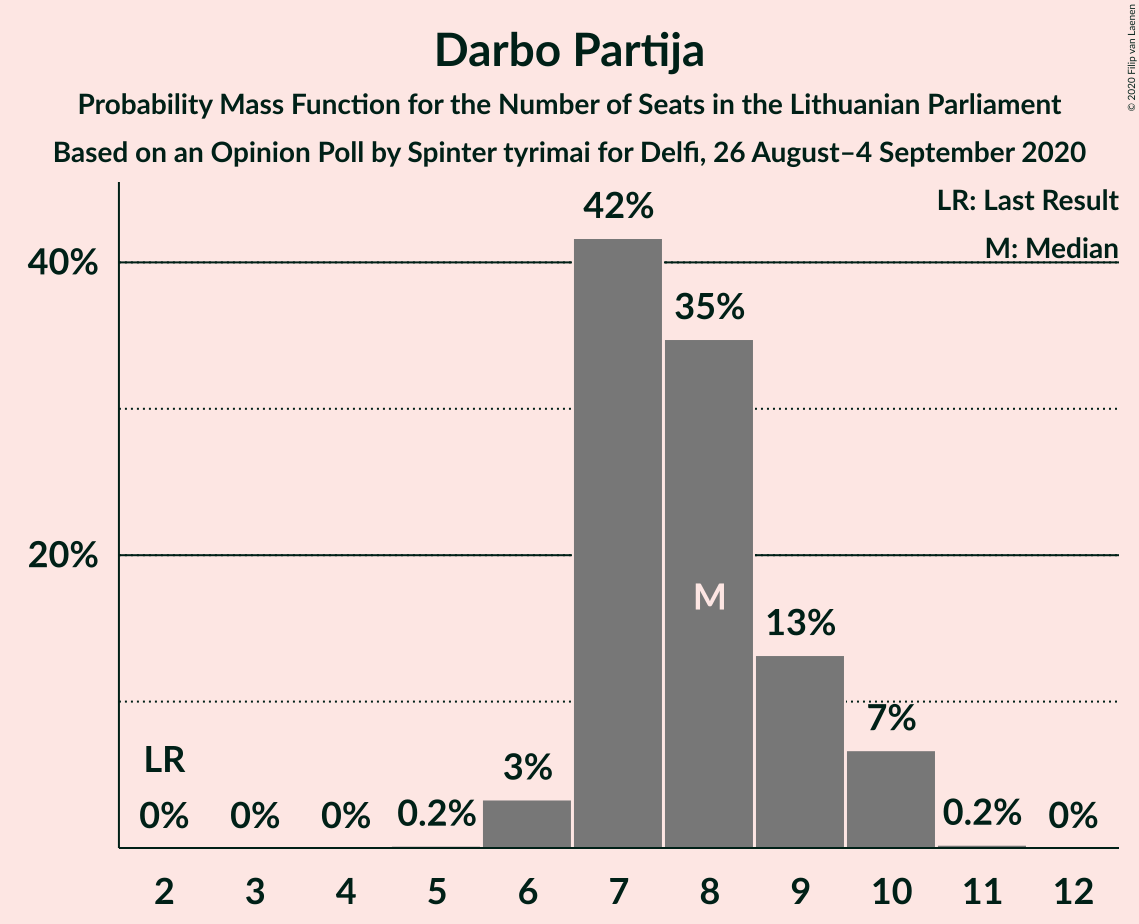 Darbo Partija
Probability Mass Function for the Number of Seats in the Lithuanian Parliament
Based on an Opinion Poll by Spinter tyrimai for Delfi, 26 August–4 September 2020
© 2020 Filip van Laenen
LR: Last Result
M: Median
42%
40%
35%
20%
M
13%
7%
LR
3%
0% 0% 0% 0.2% 0.2% 0%
2 3 4 5 6 7 8 9 10 11 12